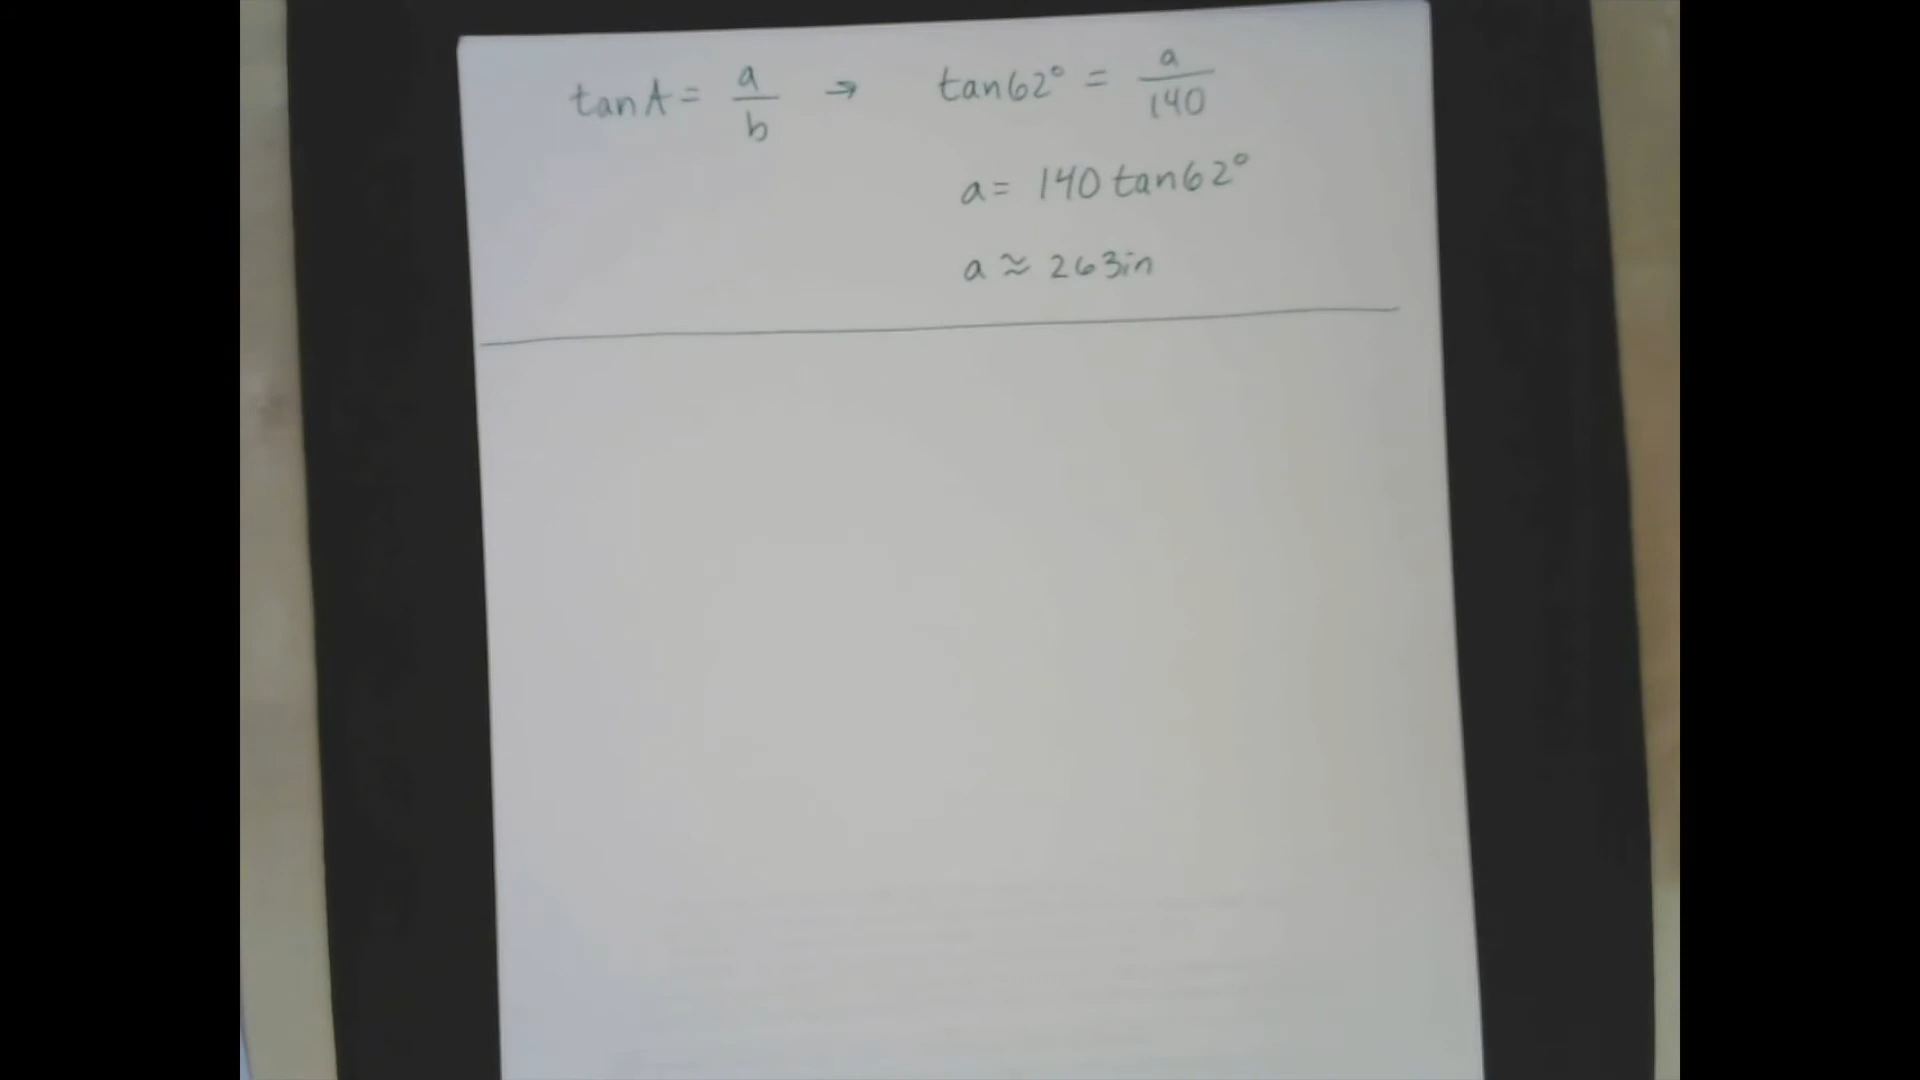 tan A = a/b → tan 62° = a/140
a = 140 tan 62°
a ≈ 263in